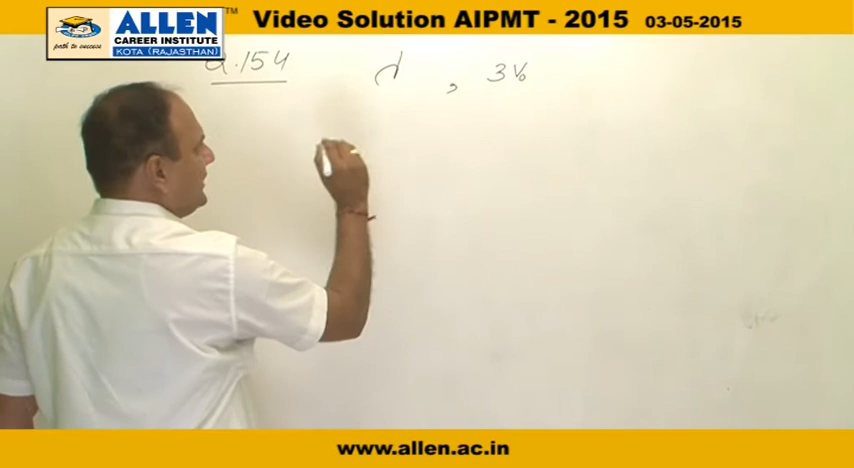 ALLEN
CAREER INSTITUTE
KOTA (RAJASTHAN)
path to success
TM
Video Solution AIPMT - 2015 03-05-2015
Q.154
λ , 3V₀
www.allen.ac.in